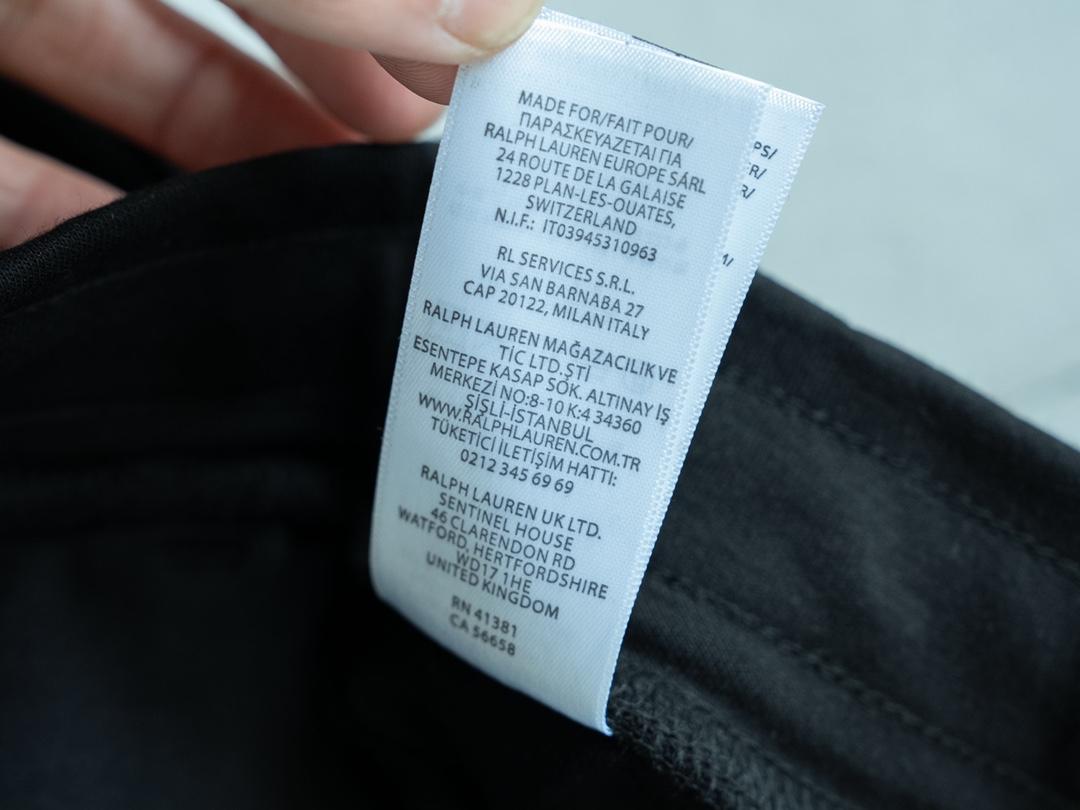 MADE FOR/FAIT POUR/
ΠΑΡΑΣΚΕΥΑΖΕΤΑΙ ΓΙΑ
RALPH LAUREN EUROPE SÁRL
24 ROUTE DE LA GALAISE
1228 PLAN-LES-OUATES,
SWITZERLAND
N.I.F.: IT03945310963
RL SERVICES S.R.L.
VIA SAN BARNABA 27
CAP 20122, MILAN ITALY
RALPH LAUREN MAĞAZACILIK VE
TİC LTD.ŞTİ
ESENTEPE KASAP SOK. ALTINAY İŞ
MERKEZİ NO:8-10 K:4 34360
ŞİŞLİ-İSTANBUL
WWW.RALPHLAUREN.COM.TR
TÜKETİCİ İLETİŞİM HATTI:
0212 345 69 69
RALPH LAUREN UK LTD.
SENTINEL HOUSE
46 CLARENDON RD
WATFORD, HERTFORDSHIRE
WD17 1HE
UNITED KINGDOM
RN 41381
CA 56658